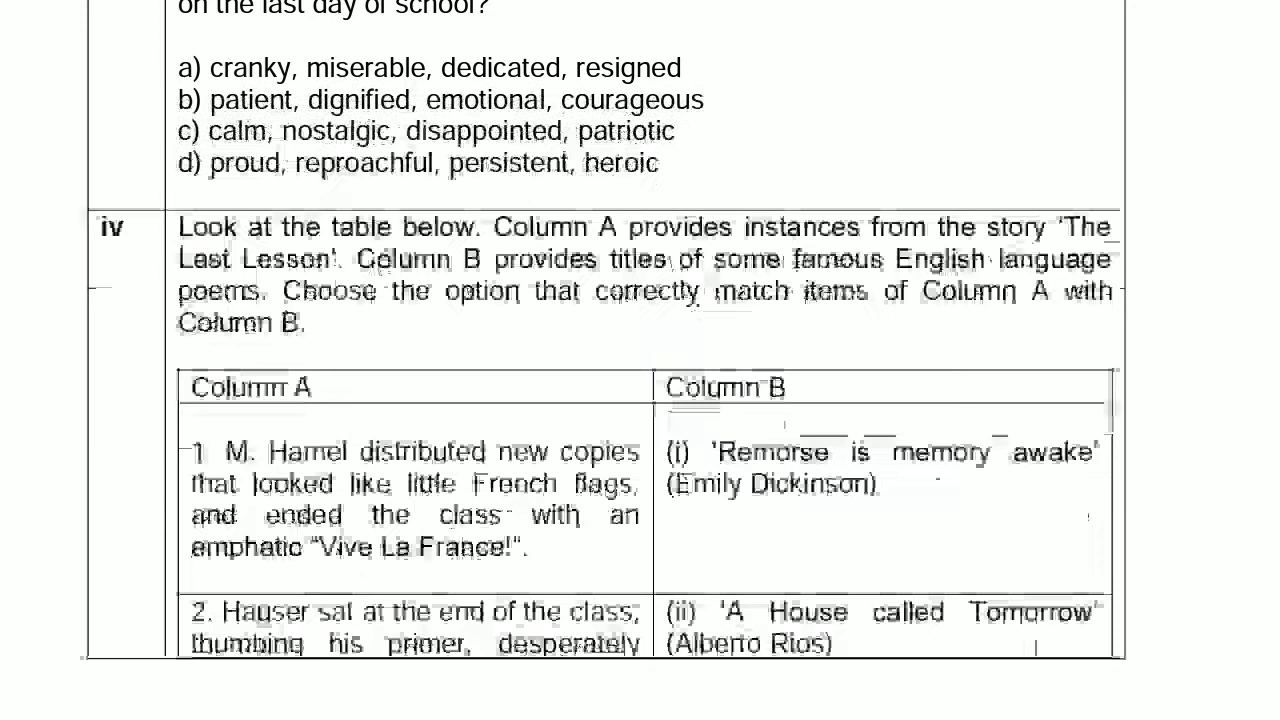 on the last day of school?
a) cranky, miserable, dedicated, resigned
b) patient, dignified, emotional, courageous
c) calm, nostalgic, disappointed, patriotic
d) proud, reproachful, persistent, heroic
iv
Look at the table below. Column A provides instances from the story 'The
Last Lesson'. Column B provides titles of some famous English language
poems. Choose the option that correctly match items of Column A with
Column B.
Column A
Column B
1 M. Hamel distributed new copies
that looked like little French flags,
and ended the class with an
emphatic "Vive La France!".
(i) 'Remorse is memory awake'
(Emily Dickinson)
2. Hauser sat at the end of the class,
thumbing his primer, desperately
(ii) 'A House called Tomorrow'
(Alberto Rios)